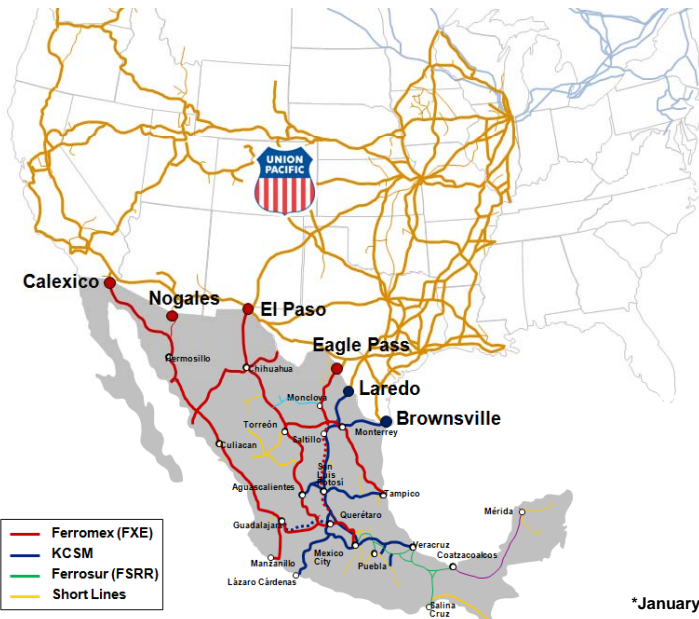 UNION
PACIFIC
Calexico
Nogales
El Paso
Eagle Pass
Hermosillo
Chihuahua
Laredo
Monclova
Brownsville
Torreón
Saltillo
Monterrey
Culiacan
San
Luis
Potosí
Aguascalientes
Tampico
Mérida
Guadalajara
Querétaro
Ferromex (FXE)
KCSM
Ferrosur (FSRR)
Short Lines
Manzanillo
Mexico
City
Veracruz
Coatzacoalcos
Puebla
Lázaro Cárdenas
Salina
Cruz
*January